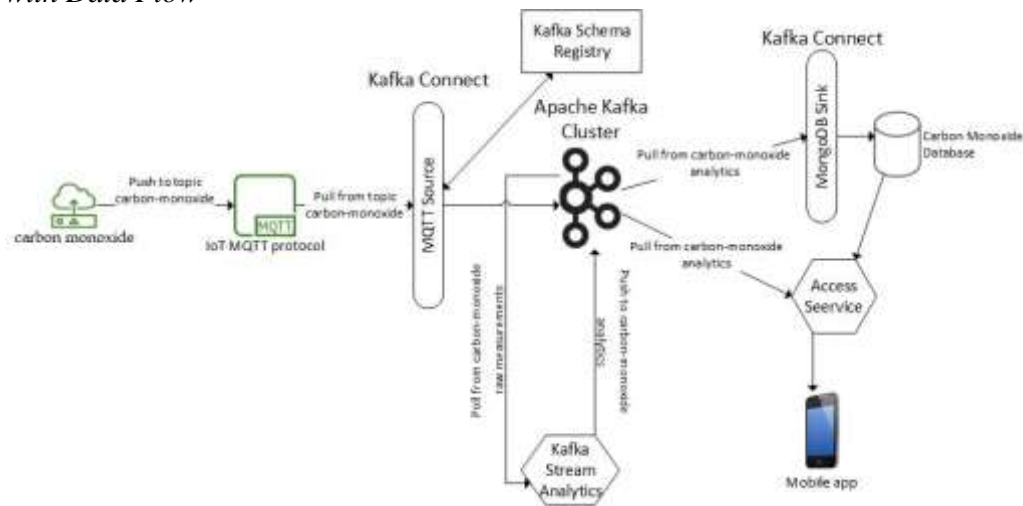 with Data Flow
Kafka Schema
Registry
Kafka Connect
Kafka Connect
Apache Kafka
Cluster
MQTT Source
MongoDB Sink
Carbon Monoxide
Database
Push to topic
carbon-monoxide
Pull from topic
carbon-monoxide
MQTT
carbon monoxide
IoT MQTT protocol
Pull from carbon-monoxide
analytics
Pull from carbon-monoxide
analytics
Access
Seervice
Pull from carbon-monoxide
raw measurements
Push to carbon-monoxide
analytics
Kafka
Stream
Analytics
Mobile app